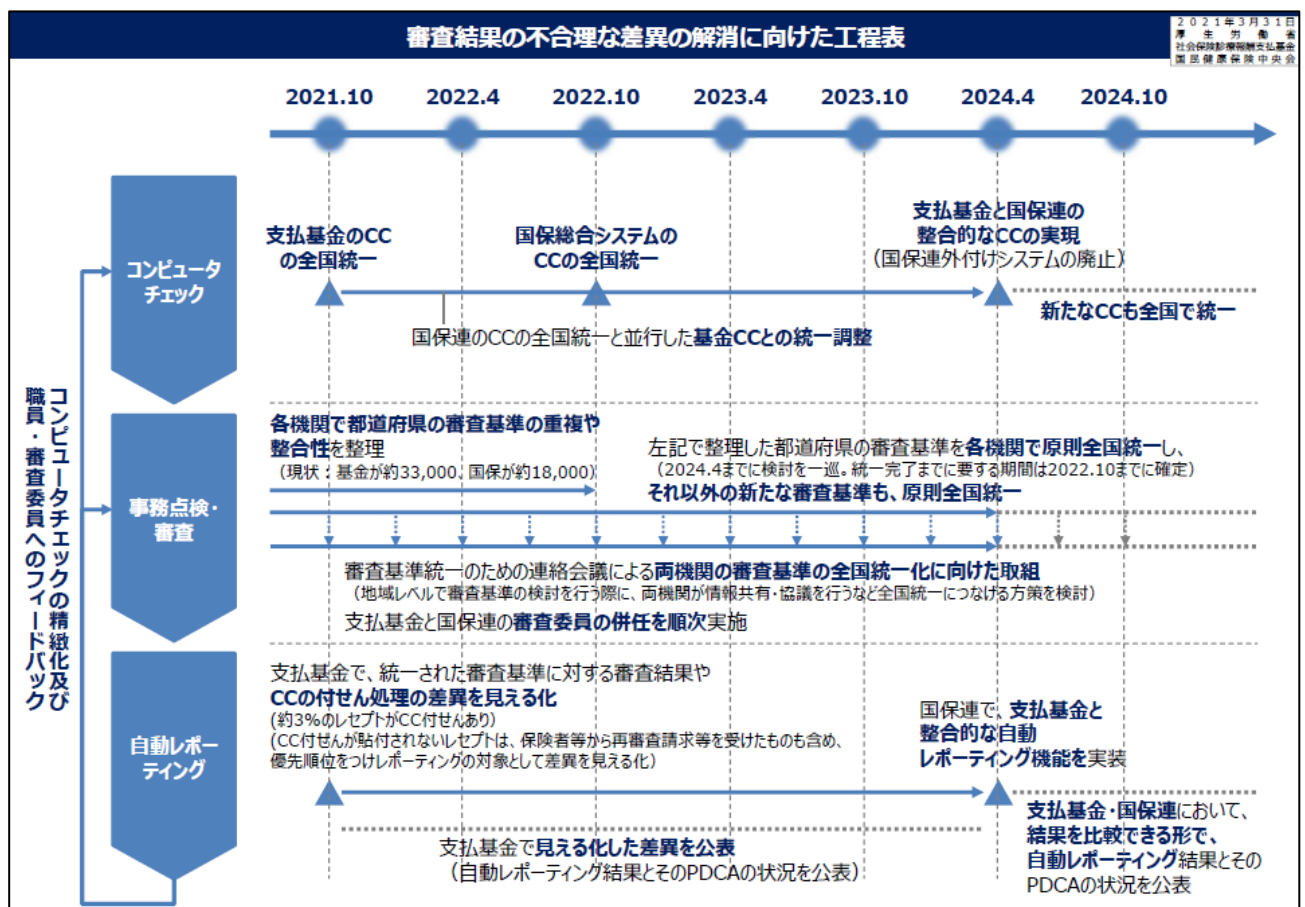 審査結果の不合理な差異の解消に向けた工程表
2021年3月31日
厚生労働省
社会保険診療報酬支払基金
国民健康保険中央会
2021.10 2022.4 2022.10 2023.4 2023.10 2024.4 2024.10
コンピュータ
チェック
支払基金のCC
の全国統一
国保総合システムの
CCの全国統一
支払基金と国保連の
整合的なCCの実現
(国保連外付けシステムの廃止)
新たなCCも全国で統一
国保連のCCの全国統一と並行した基金CCとの統一調整
コンピュータチェックの精緻化及び
職員・審査委員へのフィードバック
事務点検・
審査
各機関で都道府県の審査基準の重複や
整合性を整理
(現状:基金が約33,000、国保が約18,000)
左記で整理した都道府県の審査基準を各機関で原則全国統一し、
(2024.4までに検討を一巡。統一完了までに要する期間は2022.10までに確定)
それ以外の新たな審査基準も、原則全国統一
審査基準統一のための連絡会議による両機関の審査基準の全国統一化に向けた取組
(地域レベルで審査基準の検討を行う際に、両機関が情報共有・協議を行うなど全国統一につなげる方策を検討)
支払基金と国保連の審査委員の併任を順次実施
自動レポー
ティング
支払基金で、統一された審査基準に対する審査結果や
CCの付せん処理の差異を見える化
(約3%のレセプトがCC付せんあり)
(CC付せんが貼付されないレセプトは、保険者等から再審査請求等を受けたものも含め、
優先順位をつけレポーティングの対象として差異を見える化)
国保連で、支払基金と
整合的な自動
レポーティング機能を実装
支払基金で見える化した差異を公表
(自動レポーティング結果とそのPDCAの状況を公表)
支払基金・国保連において、
結果を比較できる形で、
自動レポーティング結果とその
PDCAの状況を公表